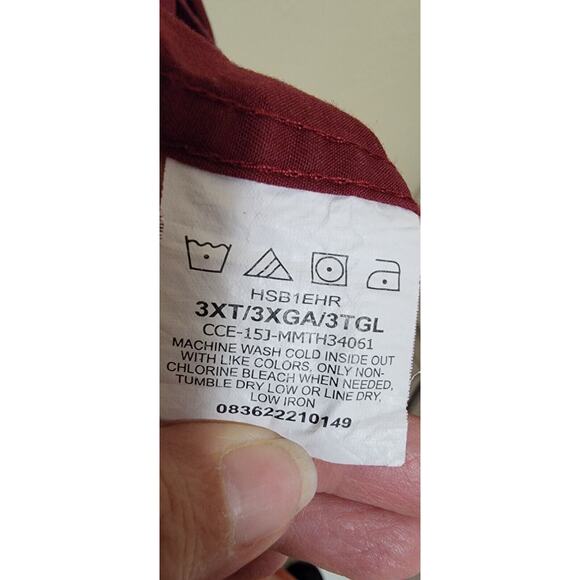 HSB1EHR
3XT/3XGA/3TGL
CCE-15J-MMTH34061
MACHINE WASH COLD INSIDE OUT
WITH LIKE COLORS, ONLY NON-
CHLORINE BLEACH WHEN NEEDED,
TUMBLE DRY LOW OR LINE DRY,
LOW IRON
083622210149